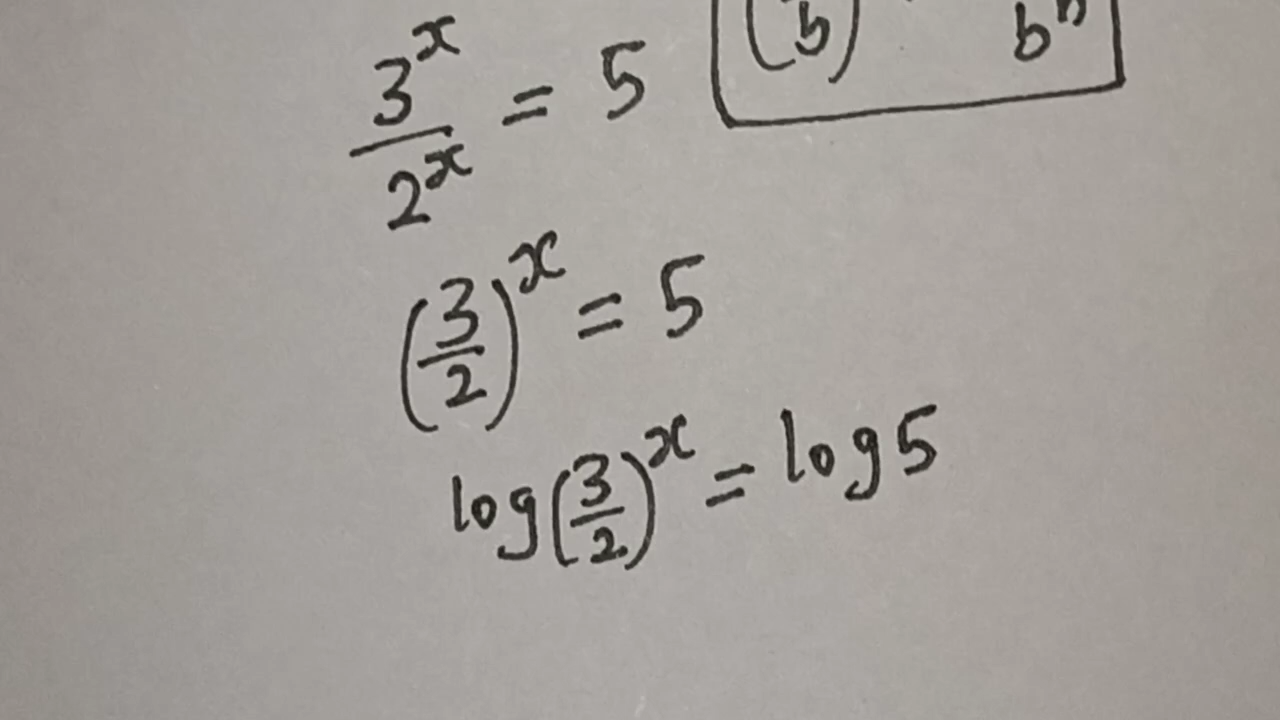 3^x / 2^x = 5
( / b) b^n
(3/2)^x = 5
log(3/2)^x = log 5